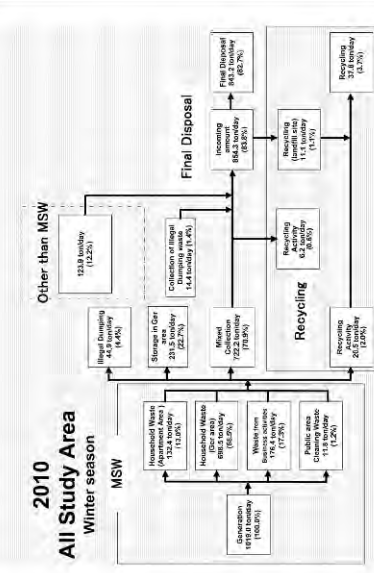 2010
All Study Area
Winter season
MSW
Generation
1019.0 ton/day
(100.0%)
Household Waste
(Apartment Area )
132.4 ton/day
(13.0%)
Household Waste
(Ger area)
ton/day
Waste from
Business activities
176.4 ton/day
(17.3%)
Public area
Cleaning Waste
ton/day
(1.2%)
Illegal Dumping
44.9 ton/day
(4.4%)
Storage in Ger
area
231.5 ton/day
(22.7%)
Mixed
Collection
722.2 ton/day
(70.9%)
Recycling
Activity
20.5 ton/day
(2.0%)
Other than MSW
123.9 ton/day
(12.2%)
Collection of Illegal
Dumping waste
14.4 ton/day (1.4%)
Recycling
Activity
6.2 ton/day
(0.6%)
Recycling
Final Disposal
Incoming
amount
854.3 ton/day
(83.8%)
Recycling
(landfill site)
11.1 ton/day
(1.1%)
Final Disposal
843.2 ton/day
(82.7%)
Recycling
37.8 ton/day
(3.7%)